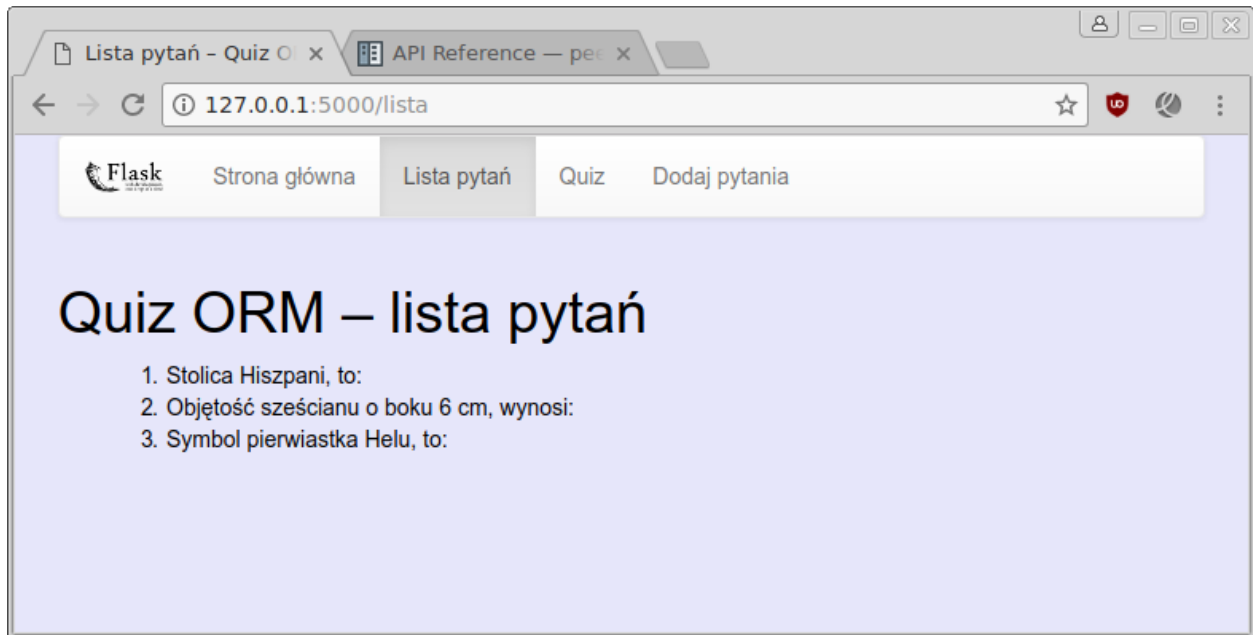 Lista pytań – Quiz O
API Reference — pee
127.0.0.1:5000/lista
Flask Strona główna Lista pytań Quiz Dodaj pytania
Quiz ORM – lista pytań
1. Stolica Hiszpani, to:
2. Objętość sześcianu o boku 6 cm, wynosi:
3. Symbol pierwiastka Helu, to: